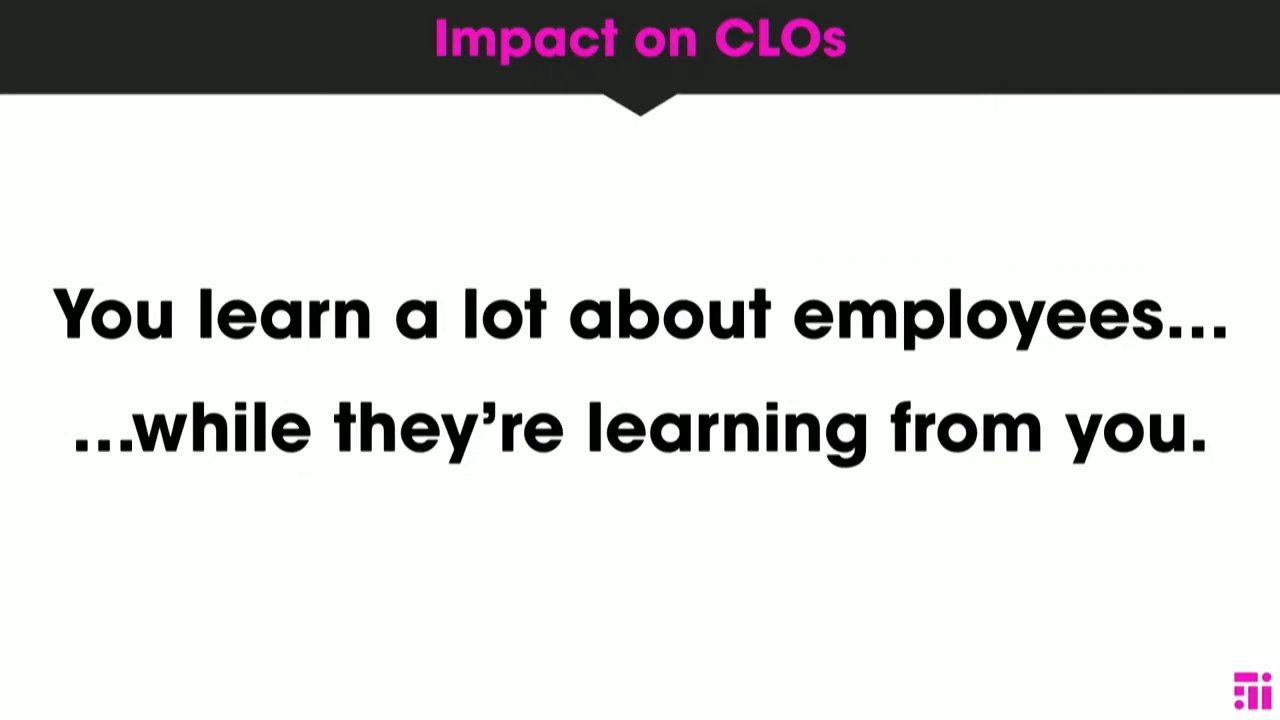 Impact on CLOs
You learn a lot about employees...
...while they’re learning from you.